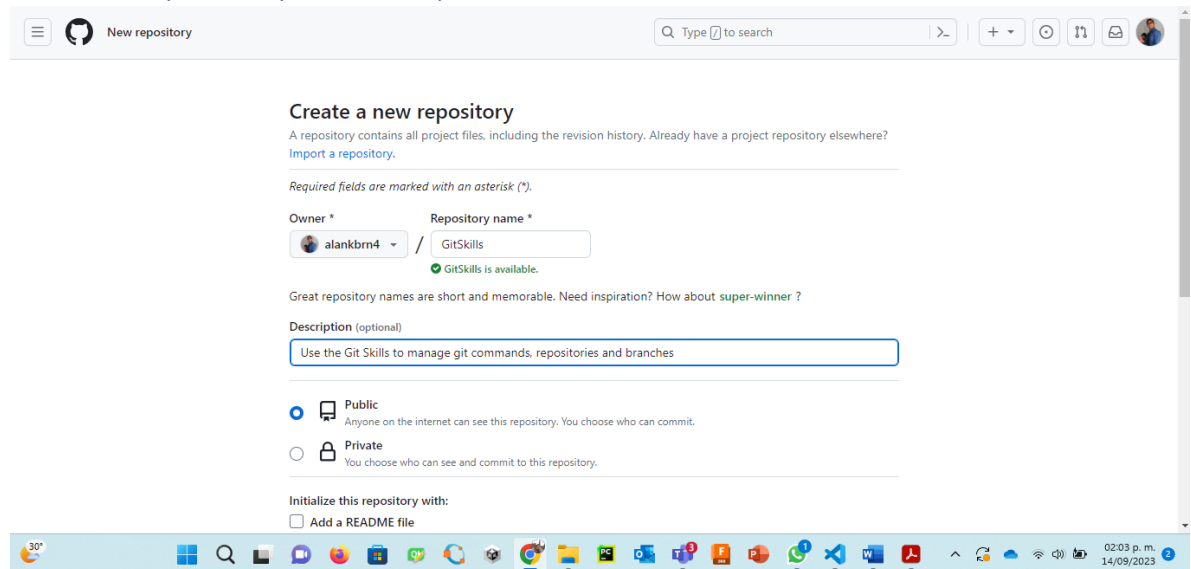 New repository
Type / to search
Create a new repository
A repository contains all project files, including the revision history. Already have a project repository elsewhere?
Import a repository.
Required fields are marked with an asterisk (*).
Owner *
Repository name *
alankbrn4 / GitSkills
GitSkills is available.
Great repository names are short and memorable. Need inspiration? How about super-winner ?
Description (optional)
Use the Git Skills to manage git commands, repositories and branches
Public
Anyone on the internet can see this repository. You choose who can commit.
Private
You choose who can see and commit to this repository.
Initialize this repository with:
Add a README file
30°
02:03 p. m.
14/09/2023